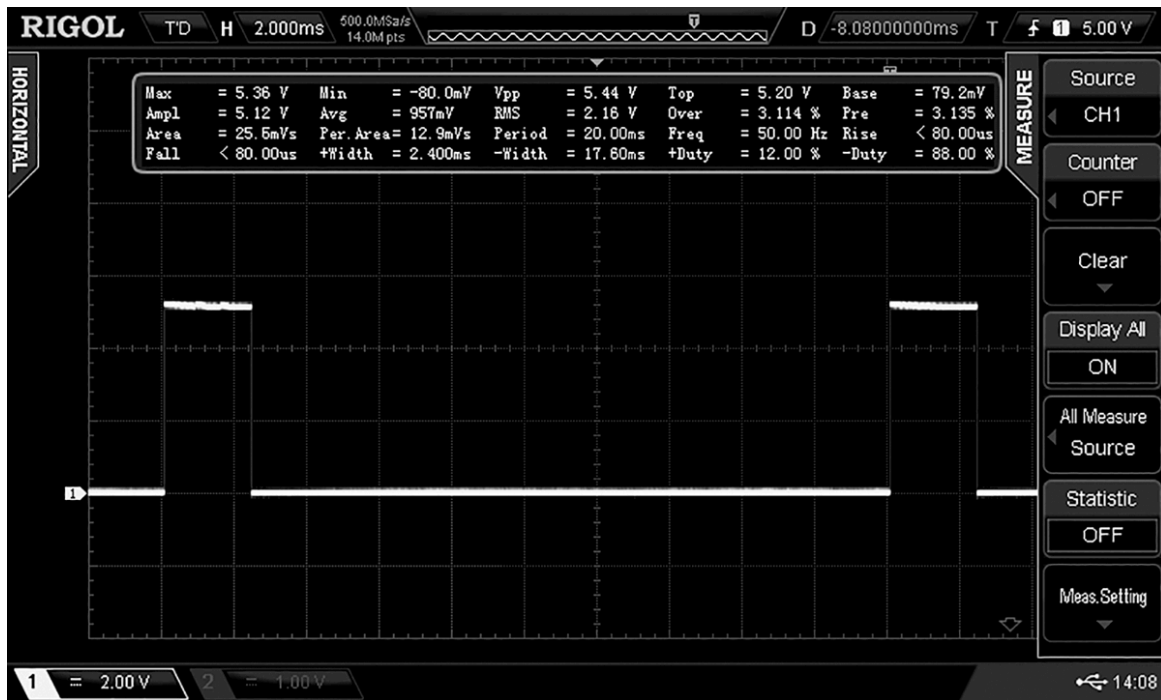 RIGOL T'D H 2.000ms 500.0MSa/s 14.0M pts D -8.08000000ms T 1 5.00 V
HORIZONTAL
Max = 5.36 V Min = -80.0mV Vpp = 5.44 V Top = 5.20 V Base = 79.2mV
Ampl = 5.12 V Avg = 957mV RMS = 2.16 V Over = 3.114 % Pre = 3.135 %
Area = 25.5mVs Per.Area= 12.9mVs Period = 20.00ms Freq = 50.00 Hz Rise < 80.00us
Fall < 80.00us +Width = 2.400ms -Width = 17.60ms +Duty = 12.00 % -Duty = 88.00 %
MEASURE
Source
CH1
Counter
OFF
Clear
Display All
ON
All Measure
Source
Statistic
OFF
Meas.Setting
1
1 = 2.00 V 2 = 1.00 V 14:08